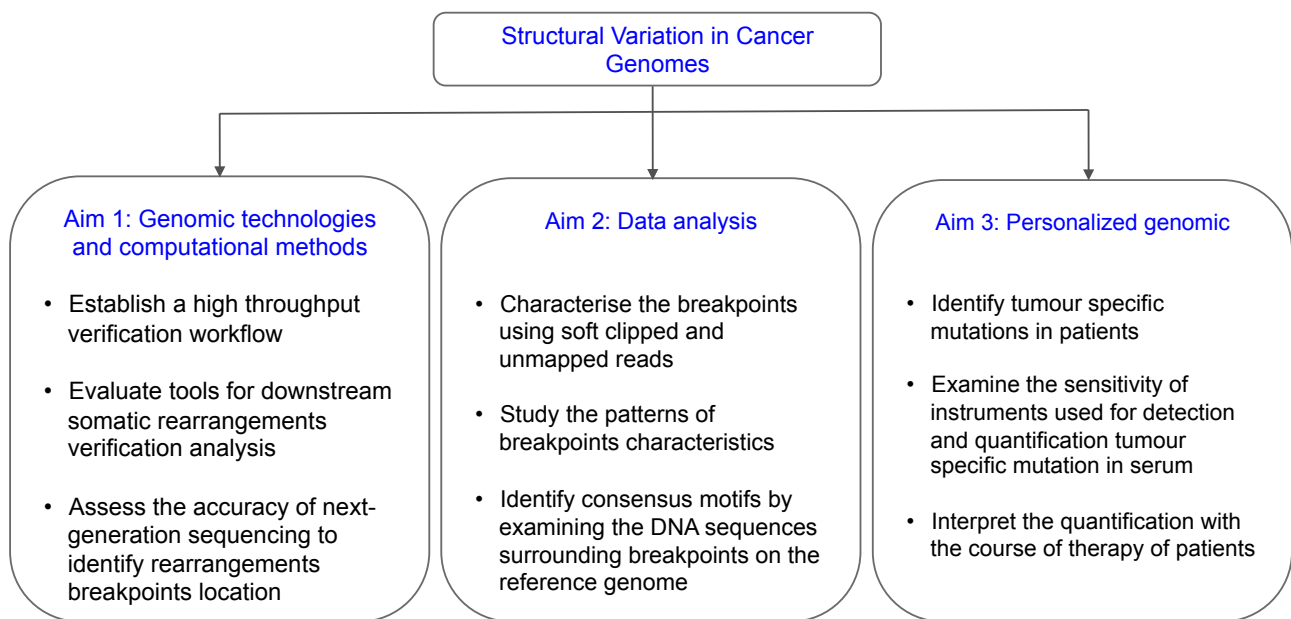 Structural Variation in Cancer
Genomes
Aim 1: Genomic technologies
and computational methods
• Establish a high throughput
verification workflow
• Evaluate tools for downstream
somatic rearrangements
verification analysis
• Assess the accuracy of next-
generation sequencing to
identify rearrangements
breakpoints location
Aim 2: Data analysis
• Characterise the breakpoints
using soft clipped and
unmapped reads
• Study the patterns of
breakpoints characteristics
• Identify consensus motifs by
examining the DNA sequences
surrounding breakpoints on the
reference genome
Aim 3: Personalized genomic
• Identify tumour specific
mutations in patients
• Examine the sensitivity of
instruments used for detection
and quantification tumour
specific mutation in serum
• Interpret the quantification with
the course of therapy of patients